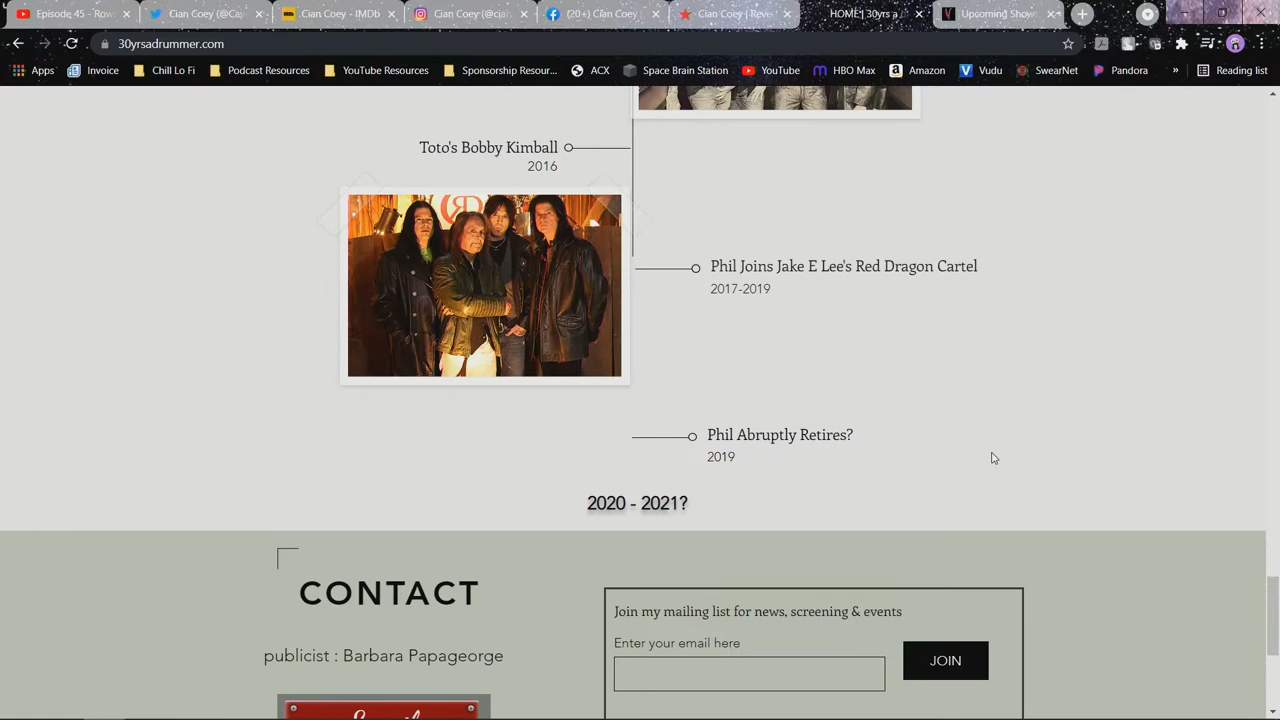 Episode 45 - Rov
Cian Coey (@Ca
Cian Coey - IMDb
Cian Coey (@cian
(20+) Cian Coey
Cian Coey | Reve
HOME | 30yrs a
Upcoming Show
30yrsadrummer.com
Apps
Invoice
Chill Lo Fi
Podcast Resources
YouTube Resources
Sponsorship Resour...
ACX
Space Brain Station
YouTube
HBO Max
Amazon
Vudu
SwearNet
Pandora
»
Reading list
Toto's Bobby Kimball
2016
Phil Joins Jake E Lee's Red Dragon Cartel
2017-2019
Phil Abruptly Retires?
2019
2020 - 2021?
CONTACT
Join my mailing list for news, screening & events
Enter your email here
publicist : Barbara Papageorge
JOIN